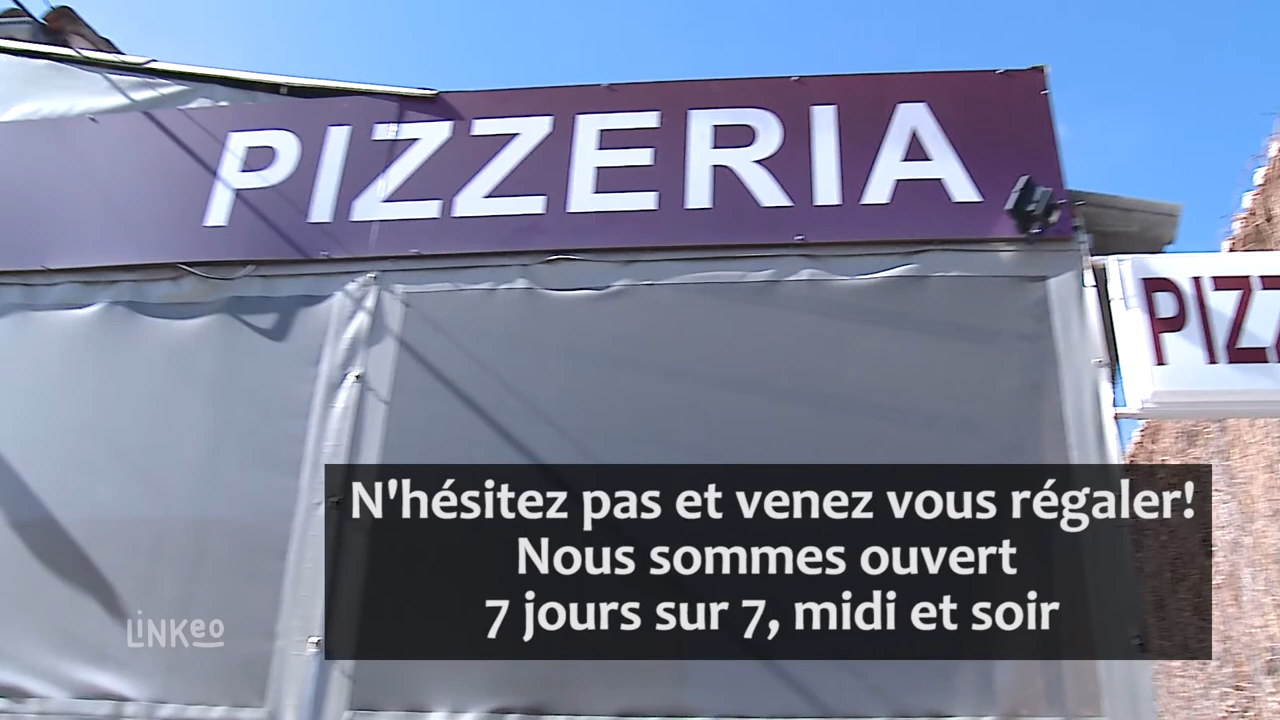 PIZZERIA
PIZZ
N'hésitez pas et venez vous régaler!
Nous sommes ouvert
7 jours sur 7, midi et soir
LiNKeo